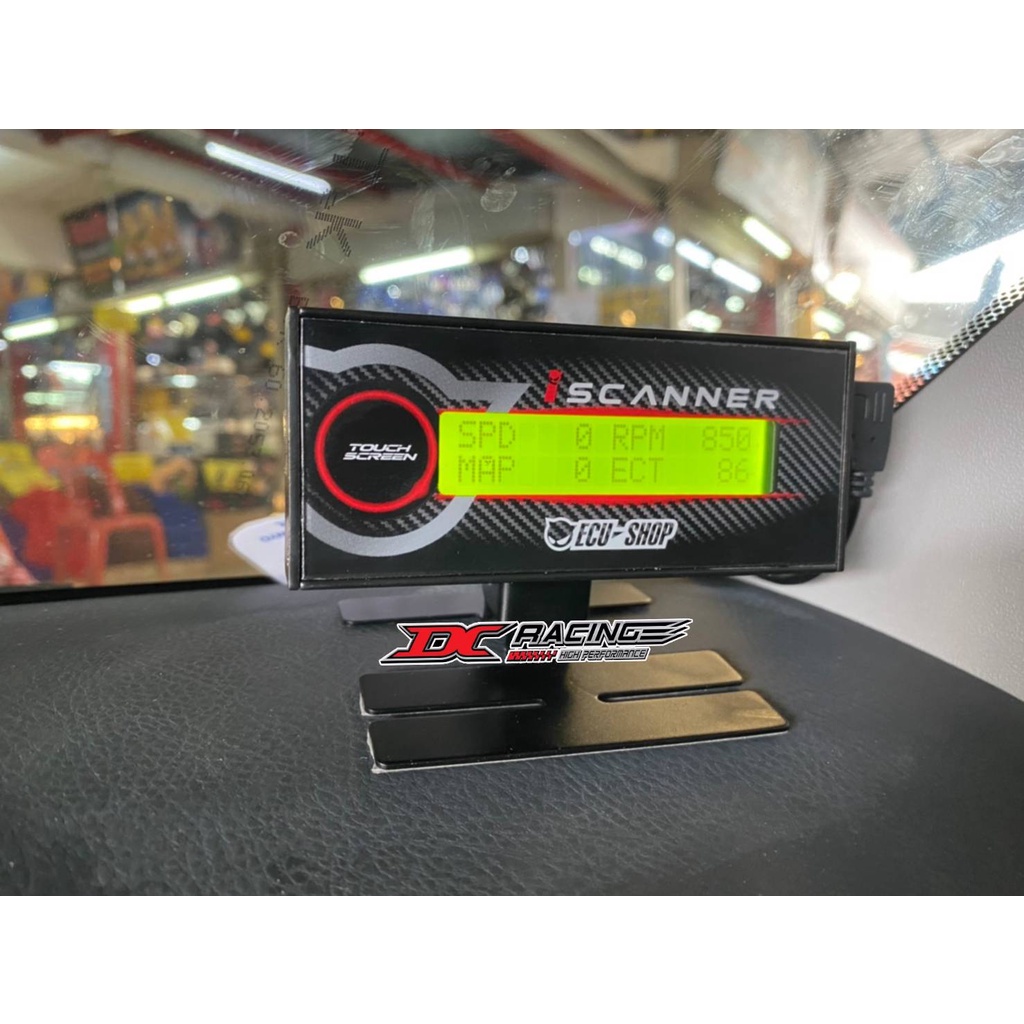 iSCANNER
TOUCH
SCREEN
SPD 0 RPM 850
MAP 0 ECT 86
ECU-SHOP
DC RACING
HIGH PERFORMANCE